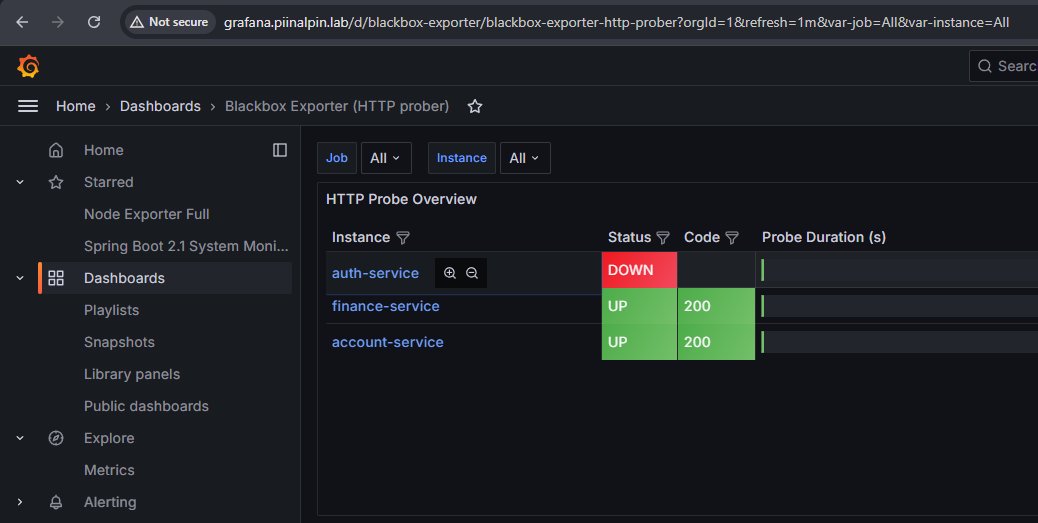 Not secure grafana.piinalpin.lab/d/blackbox-exporter/blackbox-exporter-http-prober?orgId=1&refresh=1m&var-job=All&var-instance=All
Searc
Home › Dashboards › Blackbox Exporter (HTTP prober)
Home
Starred
Node Exporter Full
Spring Boot 2.1 System Moni...
Dashboards
Playlists
Snapshots
Library panels
Public dashboards
Explore
Metrics
Alerting
Job All Instance All
HTTP Probe Overview
Instance Status Code Probe Duration (s)
auth-service DOWN
finance-service UP 200
account-service UP 200